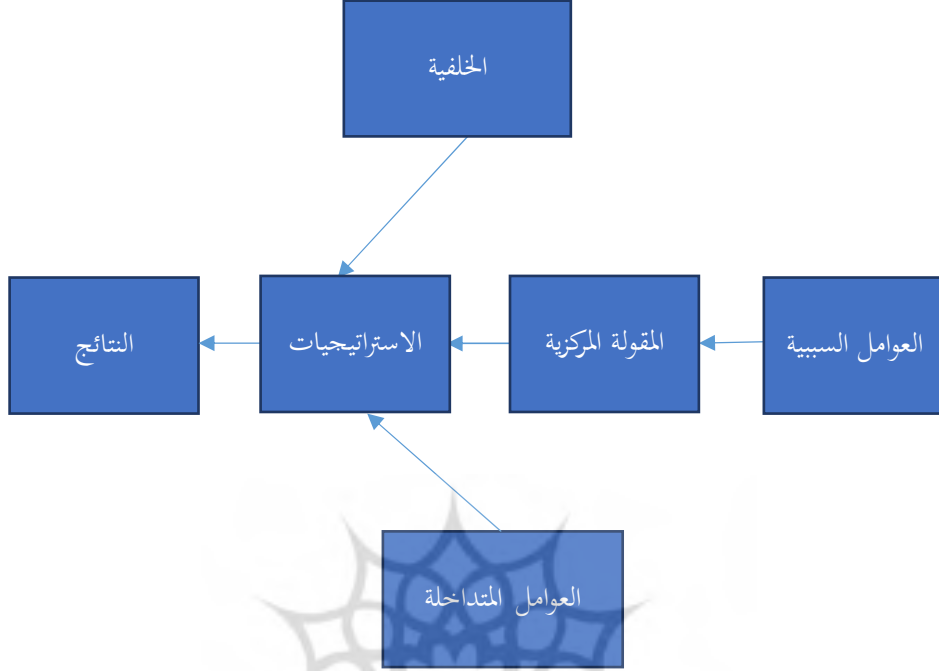 الخلفية
العوامل السببية
المقولة المركزية
الاستراتيجيات
النتائج
العوامل المتداخلة